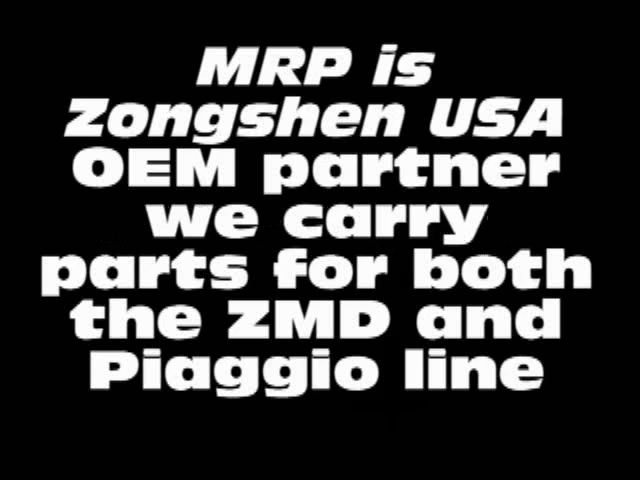 MRP is
Zongshen USA
OEM partner
we carry
parts for both
the ZMD and
Piaggio line